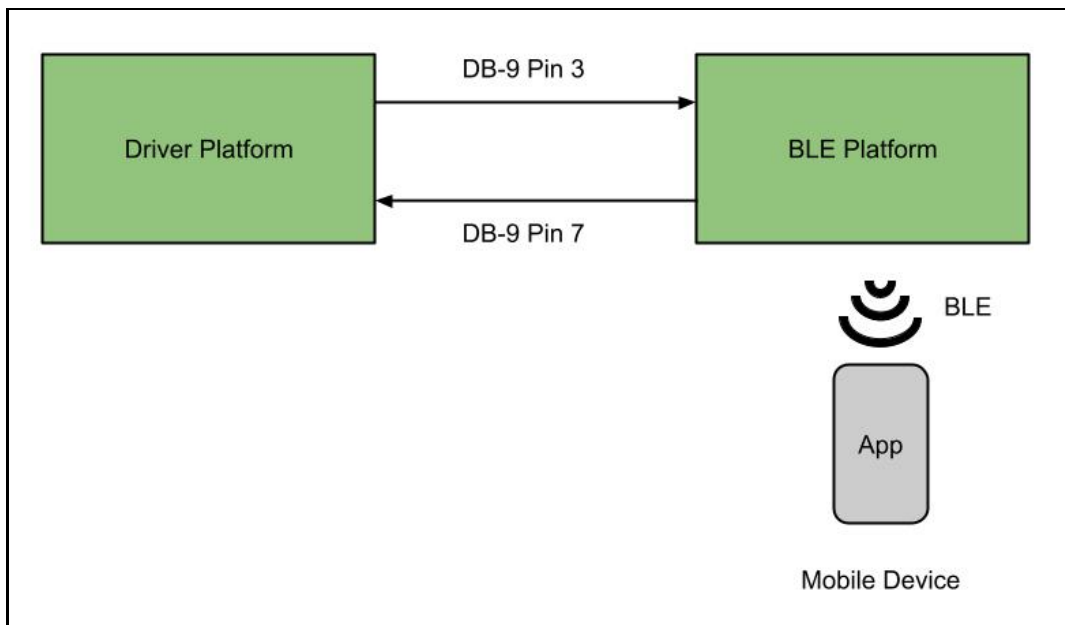 DB-9 Pin 3
Driver Platform
BLE Platform
DB-9 Pin 7
BLE
App
Mobile Device